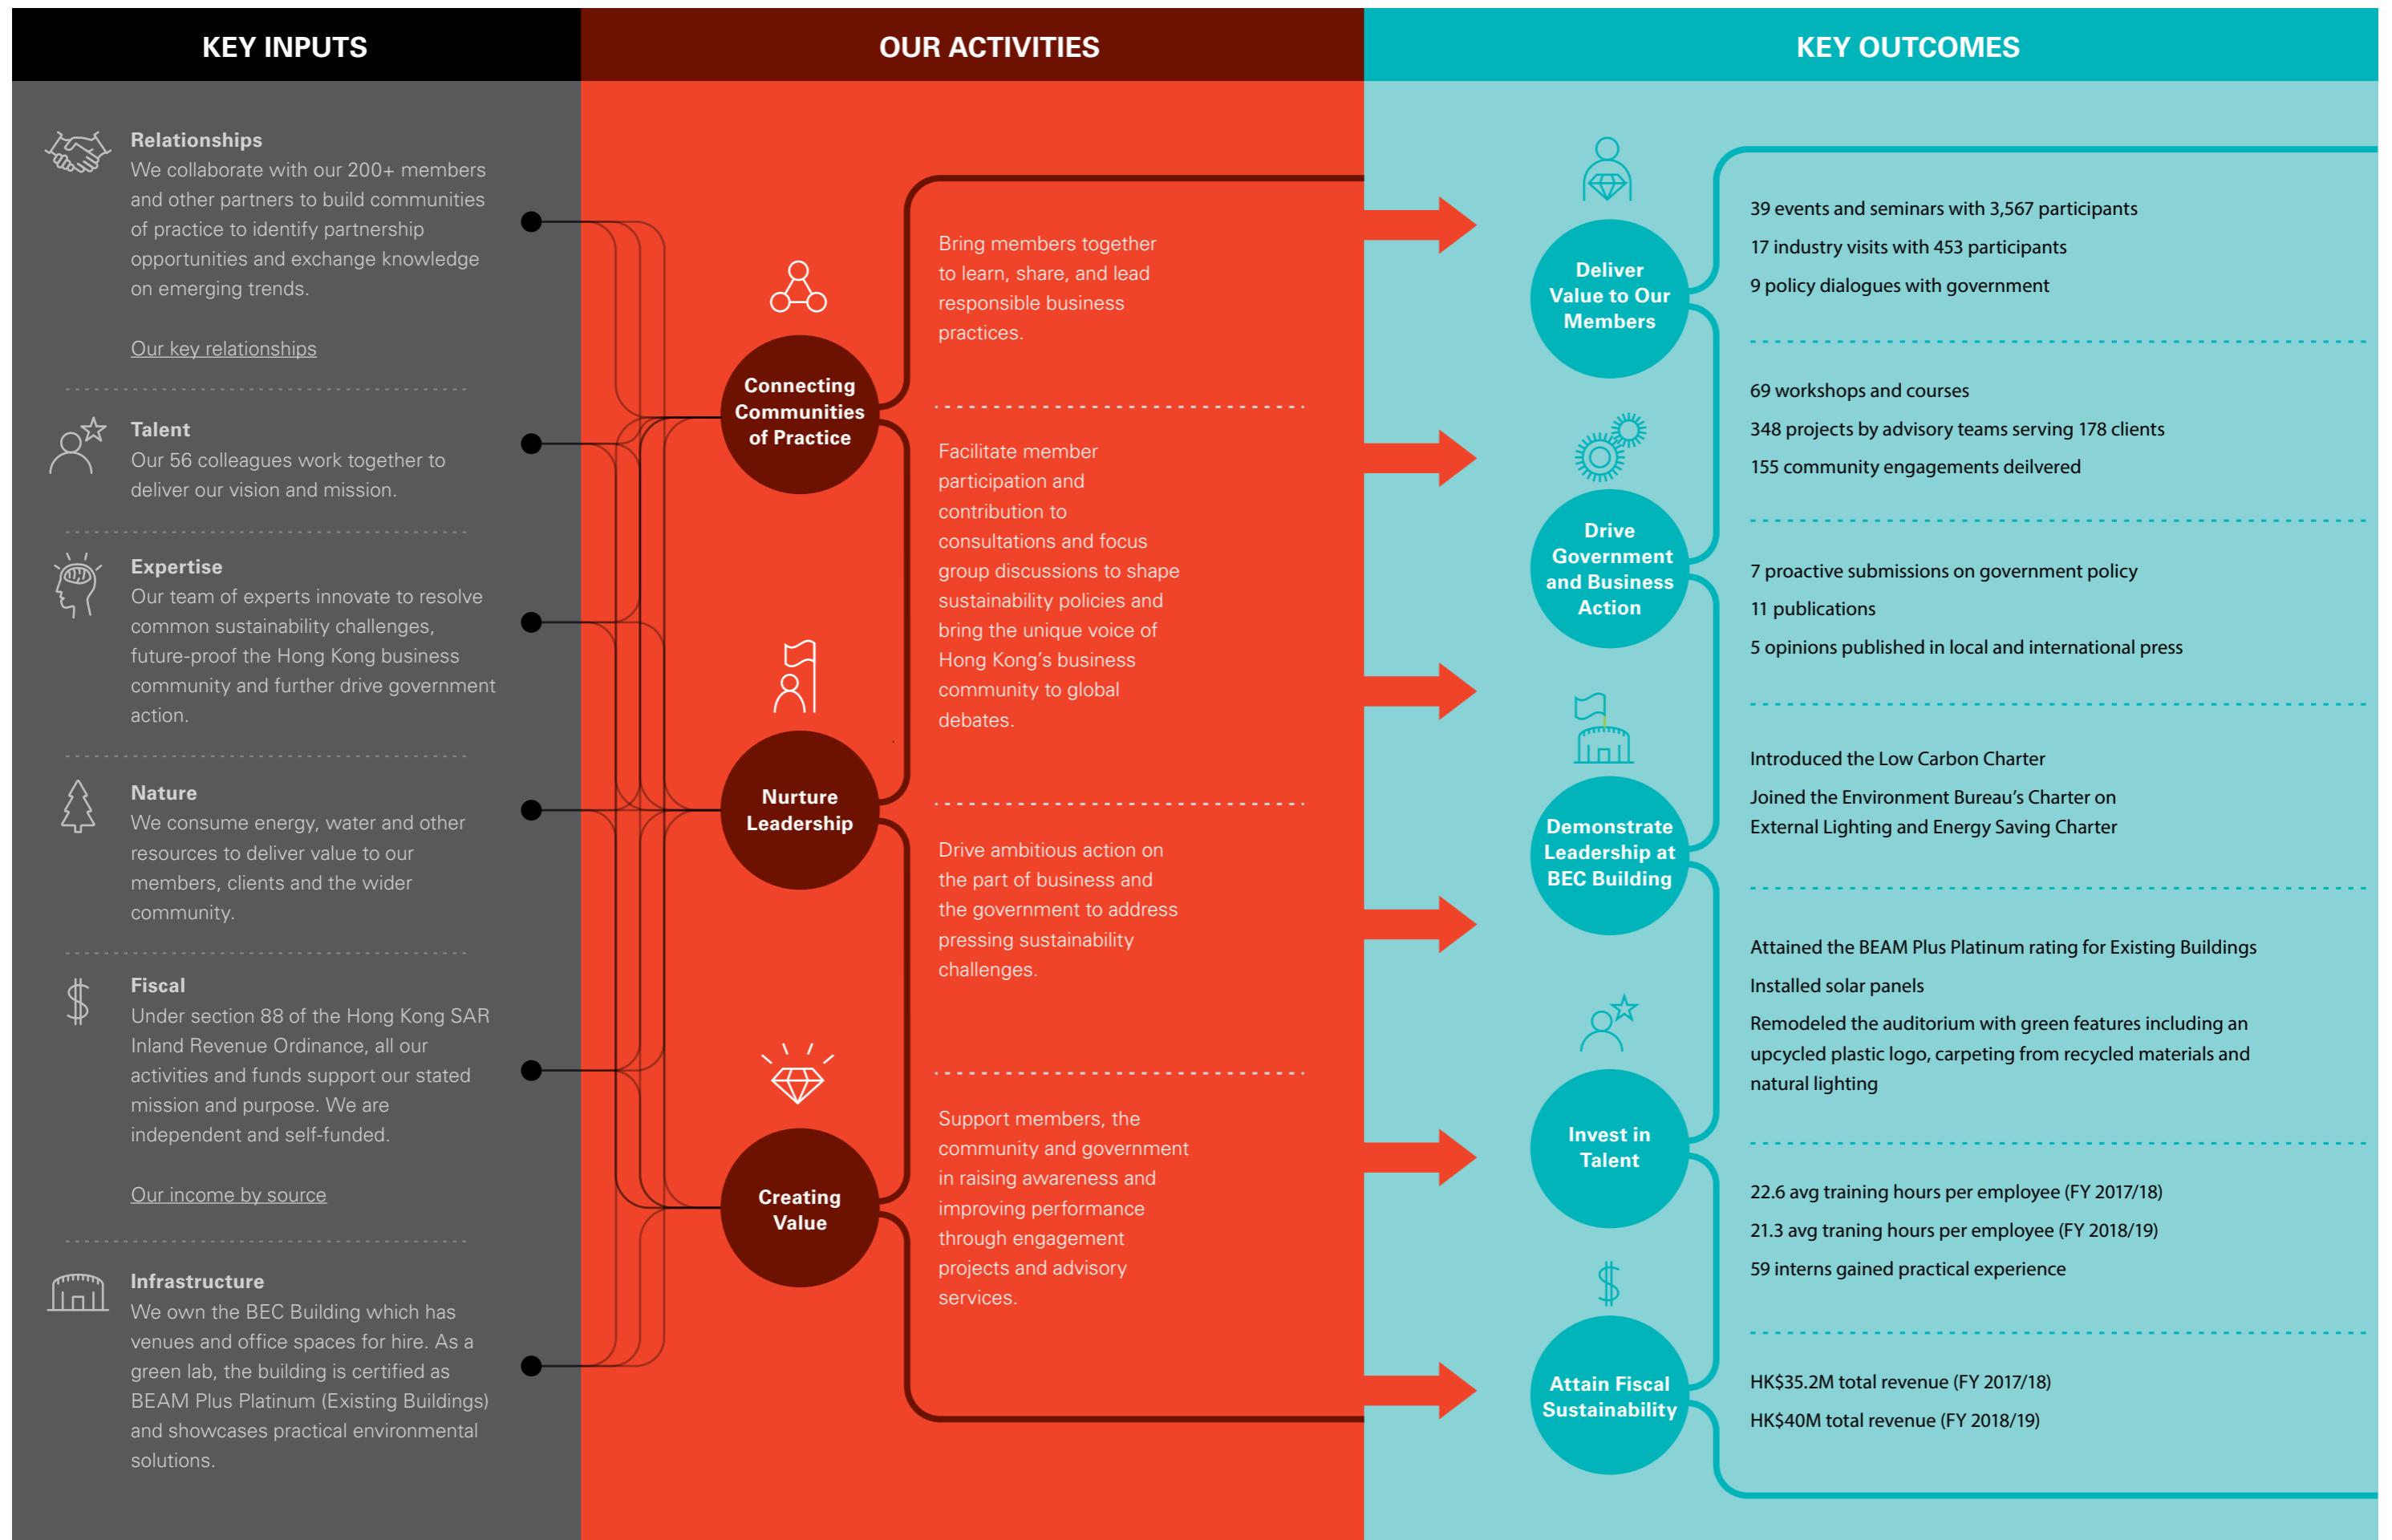 KEY INPUTS
Relationships
We collaborate with our 200+ members
and other partners to build communities
of practice to identify partnership
opportunities and exchange knowledge
on emerging trends.
Our key relationships
Talent
Our 56 colleagues work together to
deliver our vision and mission.
Expertise
Our team of experts innovate to resolve
common sustainability challenges,
future-proof the Hong Kong business
community and further drive government
action.
Nature
We consume energy, water and other
resources to deliver value to our
members, clients and the wider
community.
Fiscal
Under section 88 of the Hong Kong SAR
Inland Revenue Ordinance, all our
activities and funds support our stated
mission and purpose. We are
independent and self-funded.
Our income by source
Infrastructure
We own the BEC Building which has
venues and office spaces for hire. As a
green lab, the building is certified as
BEAM Plus Platinum (Existing Buildings)
and showcases practical environmental
solutions.
OUR ACTIVITIES
Connecting
Communities
of Practice
Nurture
Leadership
Creating
Value
Bring members together
to learn, share, and lead
responsible business
practices.
Facilitate member
participation and
contribution to
consultations and focus
group discussions to shape
sustainability policies and
bring the unique voice of
Hong Kong's business
community to global
debates.
Drive ambitious action on
the part of business and
the government to address
pressing sustainability
challenges.
Support members, the
community and government
in raising awareness and
improving performance
through engagement
projects and advisory
services.
KEY OUTCOMES
Deliver
Value to Our
Members
Drive
Government
and Business
Action
Demonstrate
Leadership at
BEC Building
Invest in
Talent
Attain Fiscal
Sustainability
39 events and seminars with 3,567 participants
17 industry visits with 453 participants
9 policy dialogues with government
69 workshops and courses
348 projects by advisory teams serving 178 clients
155 community engagements deilvered
7 proactive submissions on government policy
11 publications
5 opinions published in local and international press
Introduced the Low Carbon Charter
Joined the Environment Bureau's Charter on
External Lighting and Energy Saving Charter
Attained the BEAM Plus Platinum rating for Existing Buildings
Installed solar panels
Remodeled the auditorium with green features including an
upcycled plastic logo, carpeting from recycled materials and
natural lighting
22.6 avg training hours per employee (FY 2017/18)
21.3 avg traning hours per employee (FY 2018/19)
59 interns gained practical experience
HK$35.2M total revenue (FY 2017/18)
HK$40M total revenue (FY 2018/19)